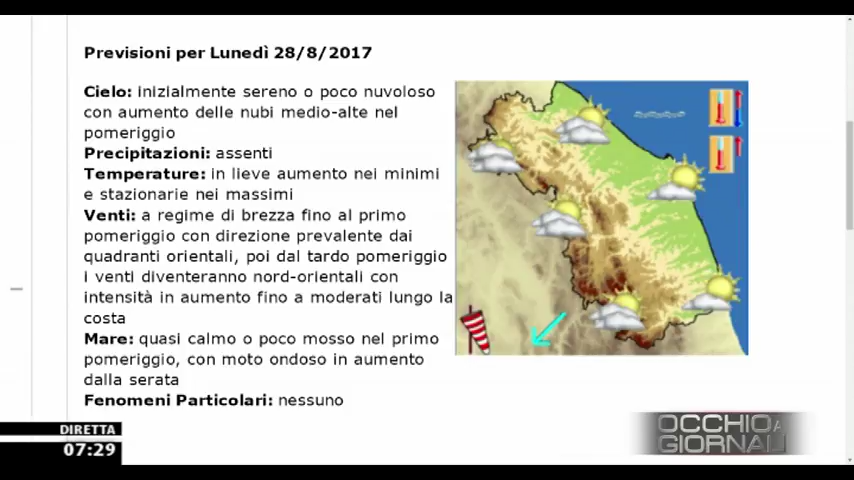 Previsioni per Lunedì 28/8/2017
Cielo: inizialmente sereno o poco nuvoloso
con aumento delle nubi medio-alte nel
pomeriggio
Precipitazioni: assenti
Temperature: in lieve aumento nei minimi
e stazionarie nei massimi
Venti: a regime di brezza fino al primo
pomeriggio con direzione prevalente dai
quadranti orientali, poi dal tardo pomeriggio
i venti diventeranno nord-orientali con
intensità in aumento fino a moderati lungo la
costa
Mare: quasi calmo o poco mosso nel primo
pomeriggio, con moto ondoso in aumento
dalla serata
Fenomeni Particolari: nessuno
DIRETTA
07:29
OCCHIO AI
GIORNALI